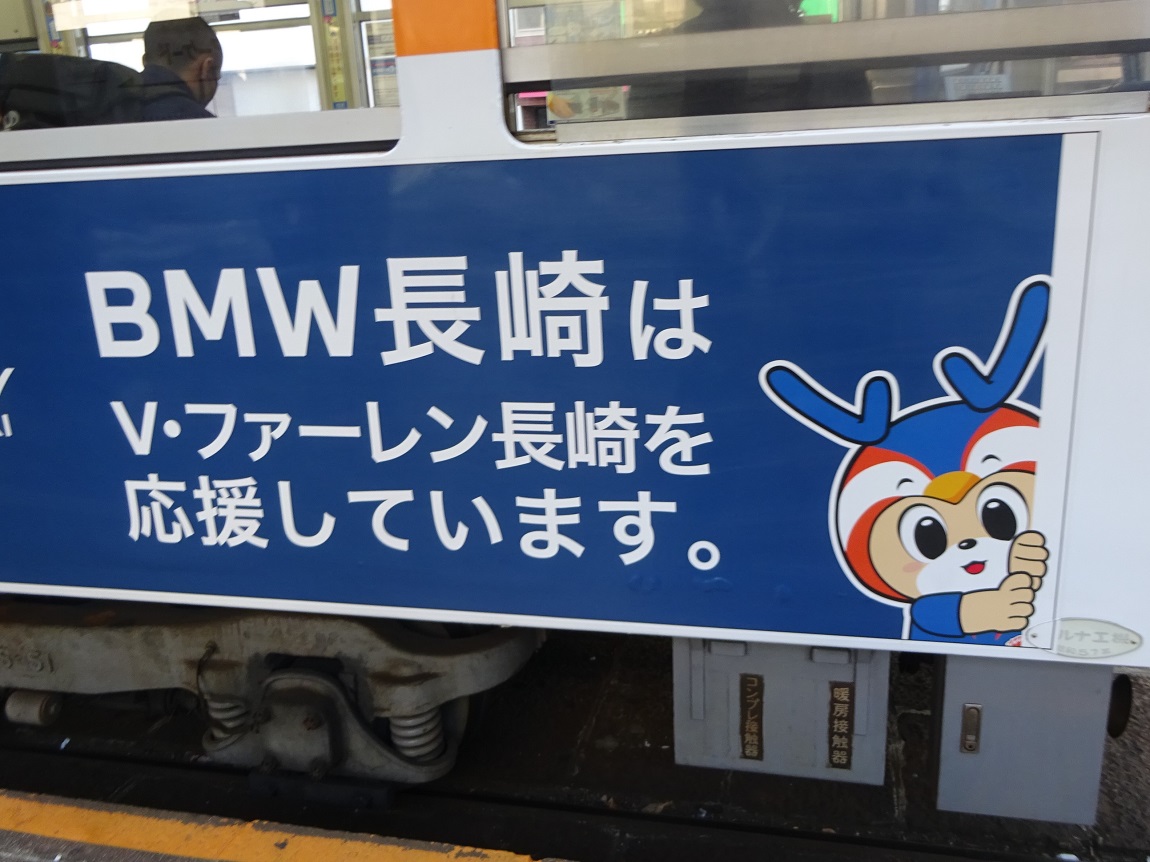 BMW長崎は
V・ファーレン長崎を
応援しています。
コンプレ接触器
暖房接触器